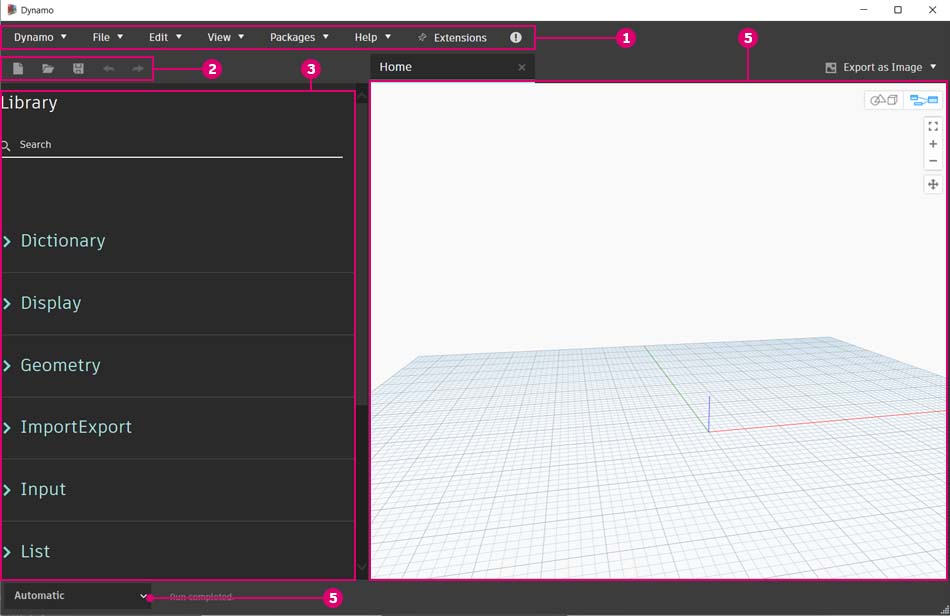 Dynamo
Dynamo File Edit View Packages Help Extensions
1
5
2
3
Home
Export as Image
Library
Search
Dictionary
Display
Geometry
ImportExport
Input
List
Automatic
Run completed.
5